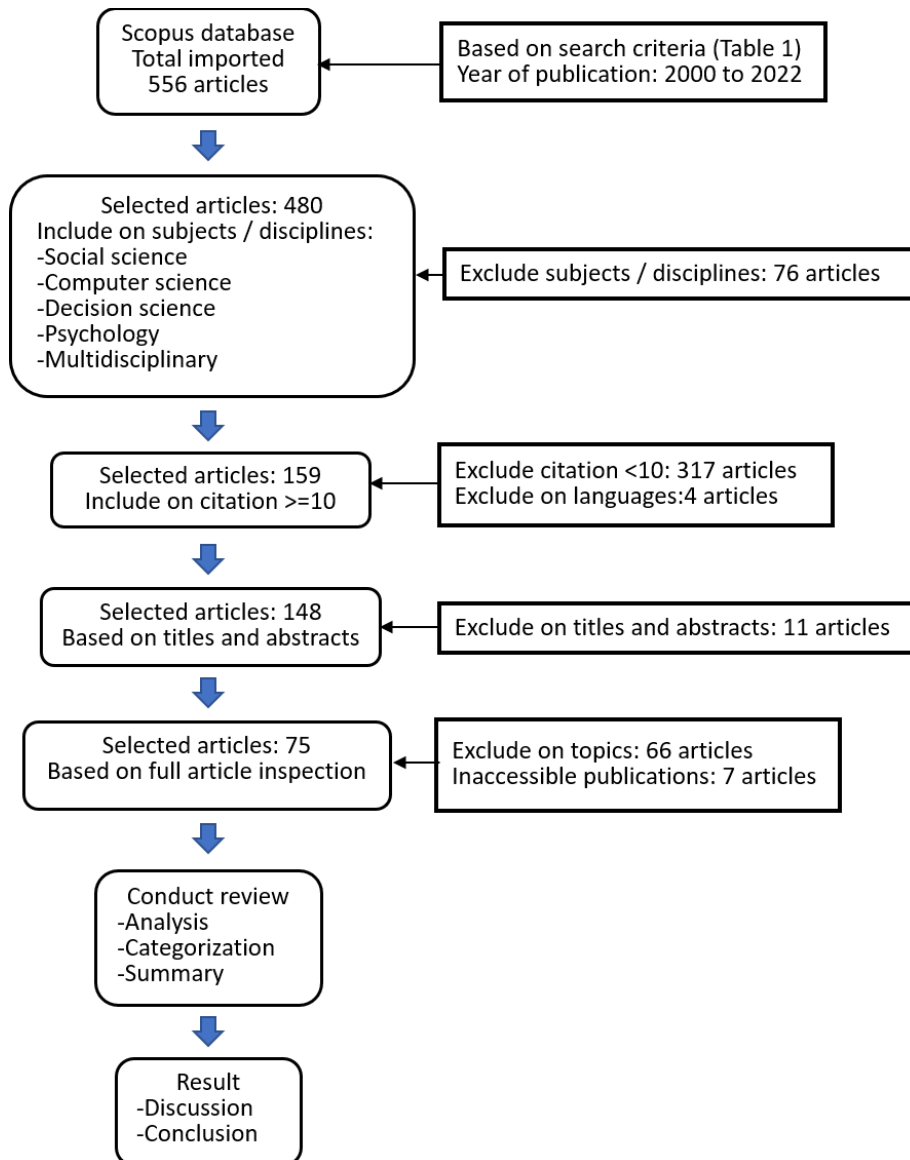 Scopus database
Total imported
556 articles
Based on search criteria (Table 1)
Year of publication: 2000 to 2022
Selected articles: 480
Include on subjects / disciplines:
-Social science
-Computer science
-Decision science
-Psychology
-Multidisciplinary
Exclude subjects / disciplines: 76 articles
Selected articles: 159
Include on citation >=10
Exclude citation <10: 317 articles
Exclude on languages:4 articles
Selected articles: 148
Based on titles and abstracts
Exclude on titles and abstracts: 11 articles
Selected articles: 75
Based on full article inspection
Exclude on topics: 66 articles
Inaccessible publications: 7 articles
Conduct review
-Analysis
-Categorization
-Summary
Result
-Discussion
-Conclusion